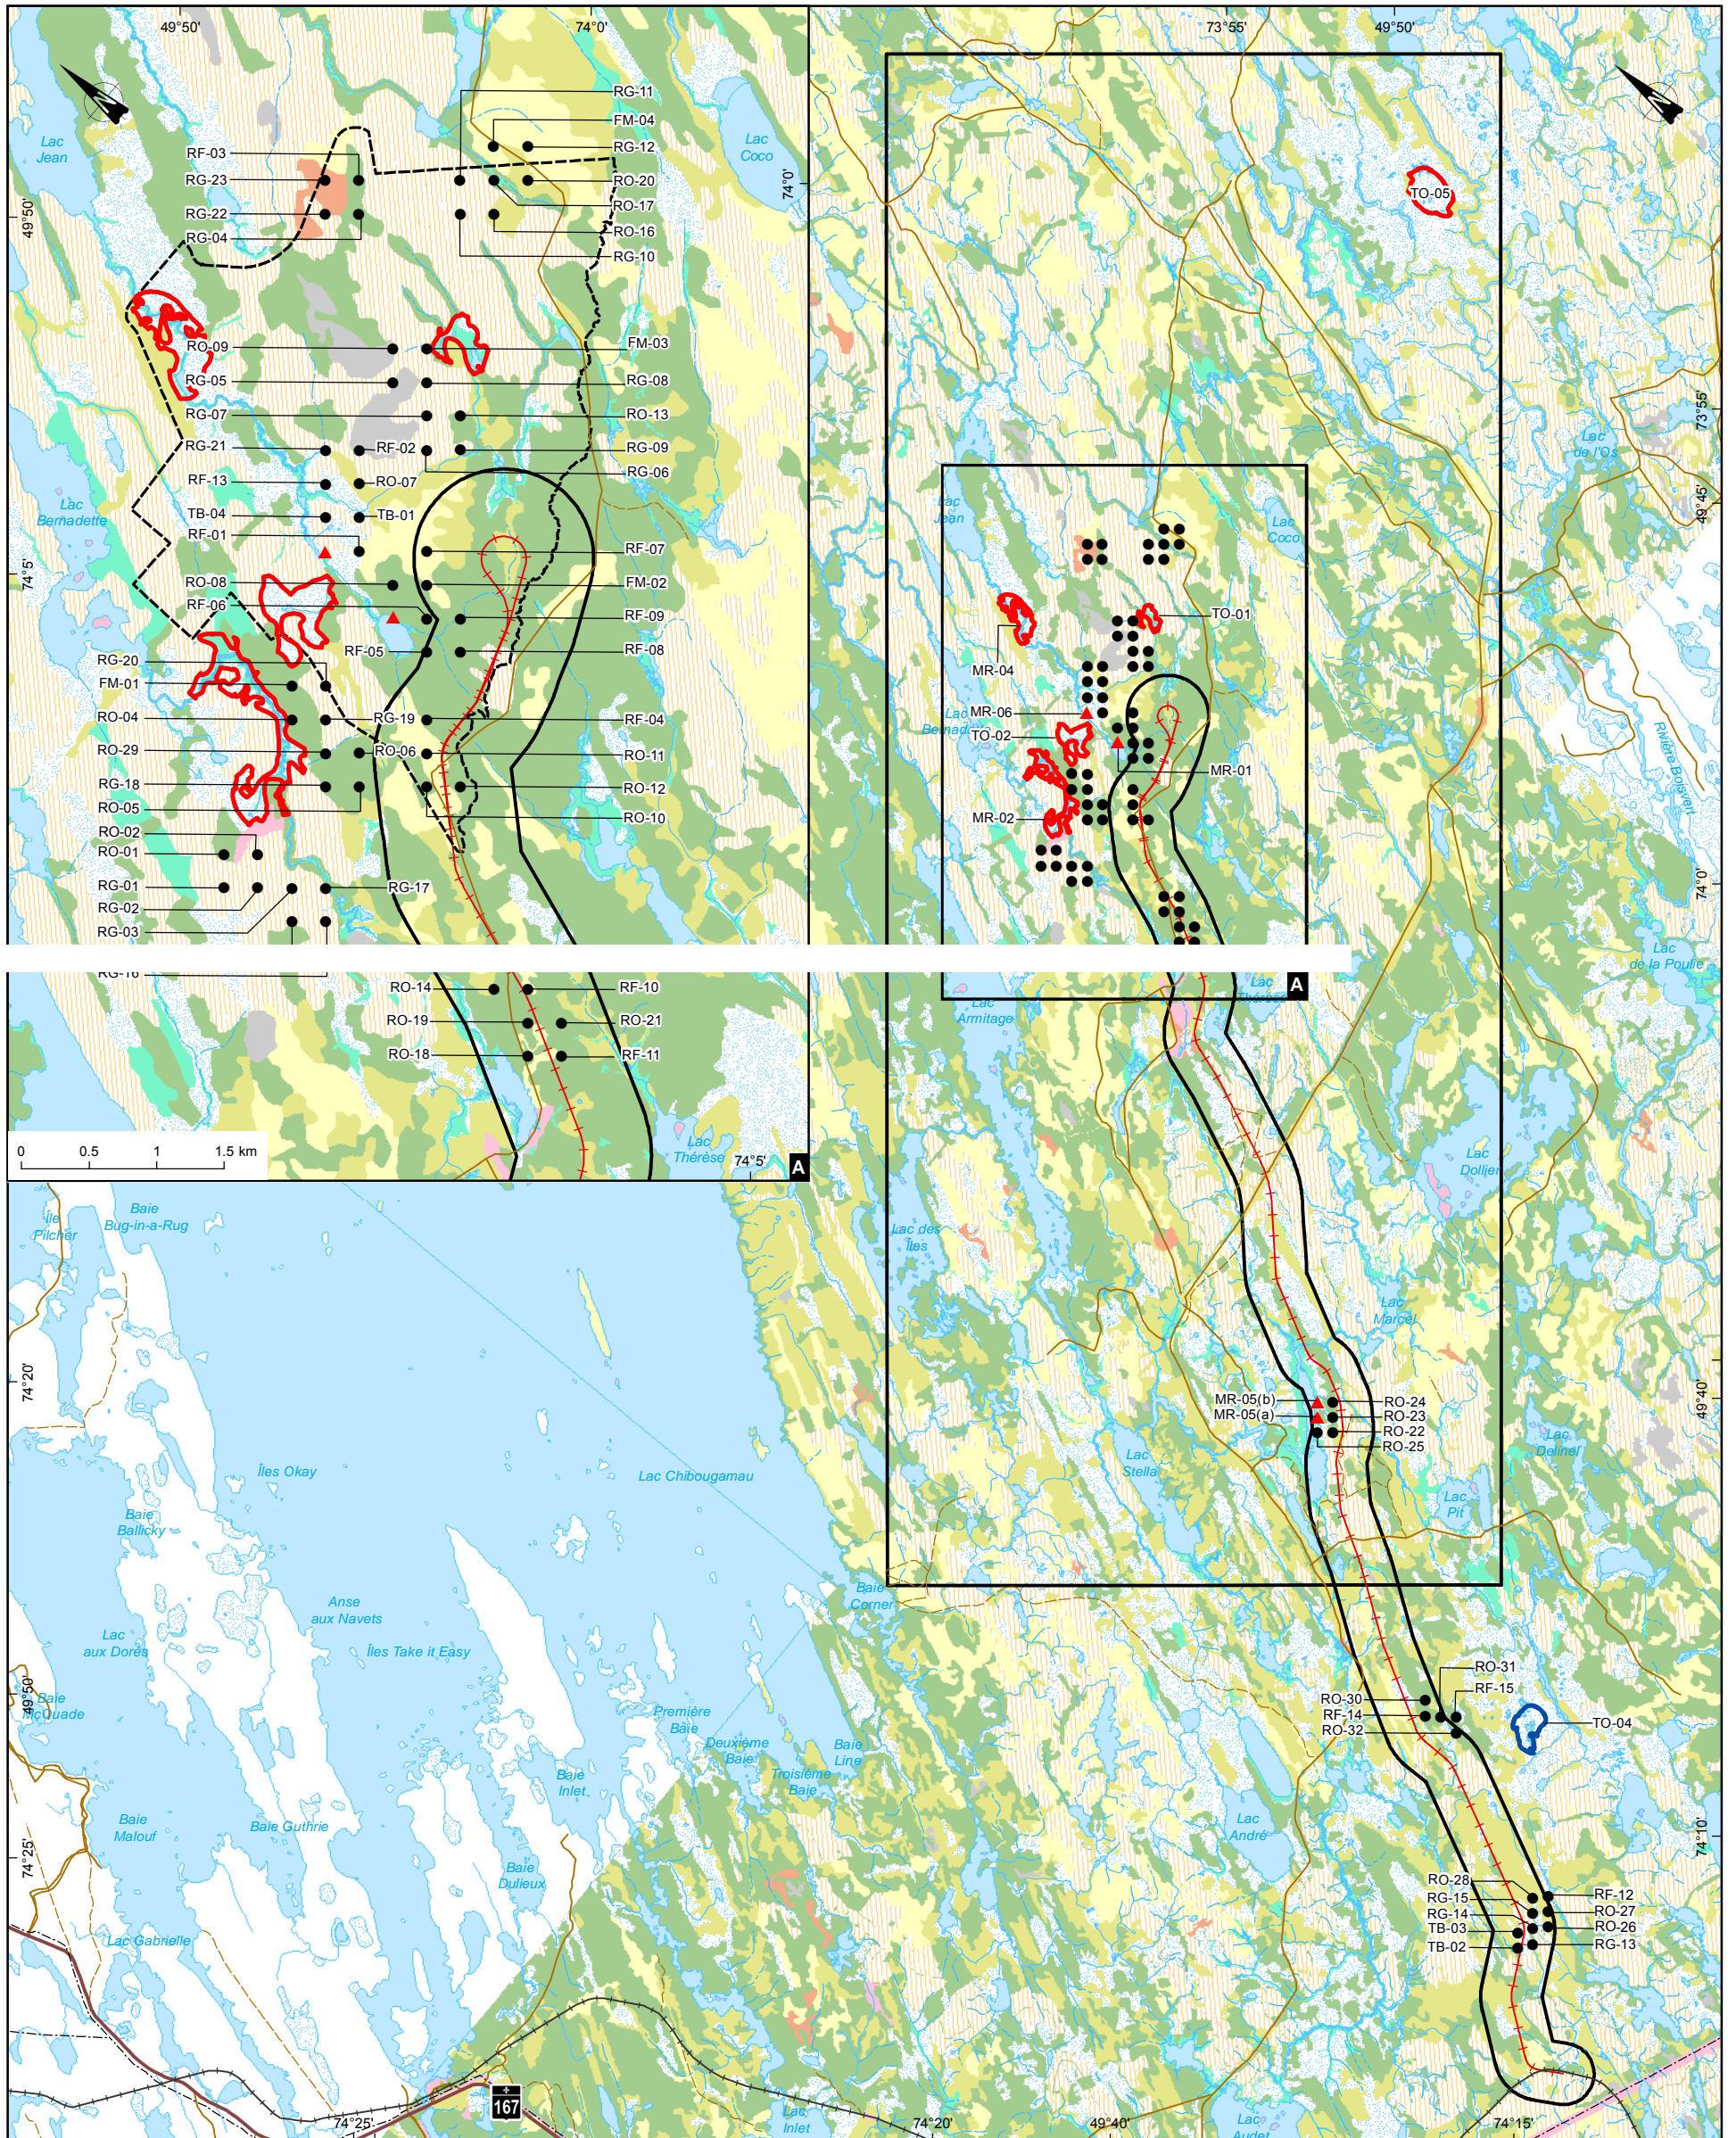 49°50'
74°0'
73°55'
49°50'
Lac
Jean
RG-11
FM-04
RG-12
Lac
Coco
RF-03
RG-23
RO-20
RO-17
RG-22
RO-16
RG-04
RG-10
49°50'
74°0'
TO-05
RO-09
FM-03
RG-05
RG-08
RG-07
RO-13
RG-21
RF-02
RG-09
RG-06
RF-13
RO-07
Lac
Bernadette
TB-04
TB-01
RF-01
RF-07
74°5'
RO-08
FM-02
RF-06
RF-09
RF-05
RF-08
RG-20
FM-01
RO-04
RG-19
RF-04
RO-29
RO-06
RO-11
RG-18
RO-12
RO-05
RO-10
RO-02
RO-01
RG-01
RG-17
RG-02
RG-03
RG-16
RO-14
RF-10
RO-19
RO-21
RO-18
RF-11
Lac
Thérèse
74°5'
0 0.5 1 1.5 km
A
73°55'
Lac
de l'Os
49°45'
Lac
Jean
Lac
Coco
TO-01
MR-04
MR-06
Lac
Bernadette
TO-02
MR-01
MR-02
Rivière Boisvert
74°0'
Lac
de la Poulie
Lac
Thérèse
A
Lac
Armitage
Lac
Dollier
Lac des
Îles
Lac
Marcel
Île
Pilcher
Baie
Bug-in-a-Rug
74°20'
MR-05(b)
RO-24
MR-05(a)
RO-23
RO-22
RO-25
49°40'
Lac
Delinel
Lac
Stella
Lac
Pit
Îles Okay
Lac Chibougamau
Baie
Ballicky
Baie
Corner
Anse
aux Navets
Lac
aux Dorés
Îles Take it Easy
49°50'
Baie
McQuade
Première
Baie
Deuxième
Baie
Baie
Line
Troisième
Baie
RO-31
RF-15
RO-30
RF-14
RO-32
TO-04
Baie
Inlet
Baie
Malouf
Baie Guthrie
Lac
André
74°10'
74°25'
Baie
Dulieux
Lac Gabrielle
RO-28
RF-12
RG-15
RO-27
RG-14
RO-26
TB-03
RG-13
TB-02
167
74°25'
Lac
Inlet
74°20'
49°40'
Lac
Audet
74°15'